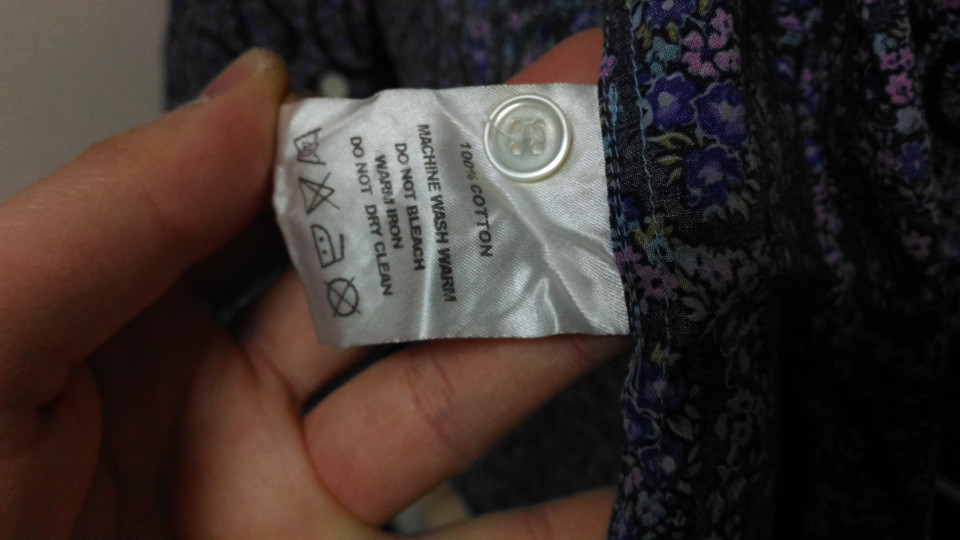 100% COTTON
MACHINE WASH WARM
DO NOT BLEACH
WARM IRON
DO NOT DRY CLEAN